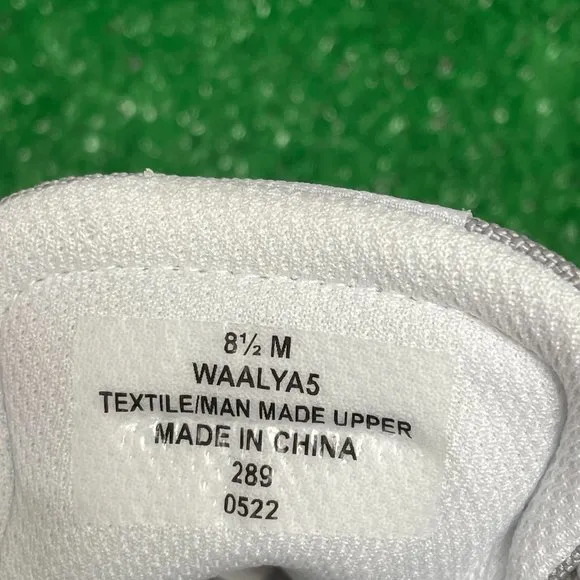 8½ M
WAALYA5
TEXTILE/MAN MADE UPPER
MADE IN CHINA
289
0522